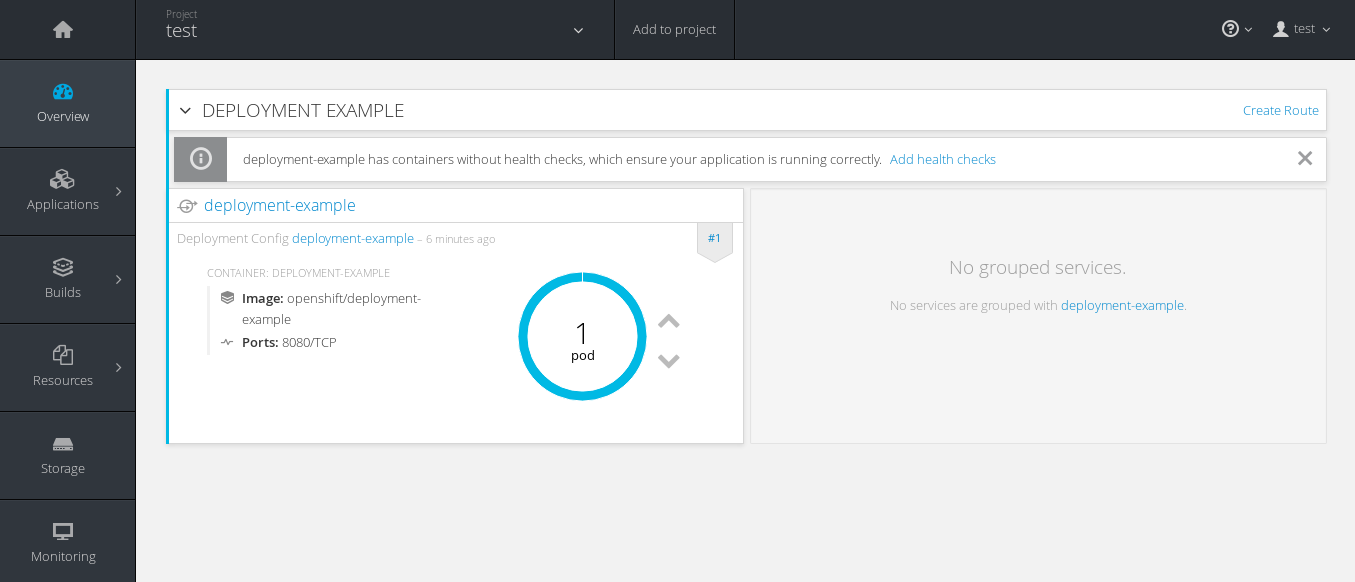 Project
test
Add to project
test
Overview
Applications
Builds
Resources
Storage
Monitoring
DEPLOYMENT EXAMPLE
Create Route
deployment-example has containers without health checks, which ensure your application is running correctly. Add health checks
deployment-example
Deployment Config deployment-example – 6 minutes ago
#1
CONTAINER: DEPLOYMENT-EXAMPLE
Image: openshift/deployment-
example
Ports: 8080/TCP
1
pod
No grouped services.
No services are grouped with deployment-example.